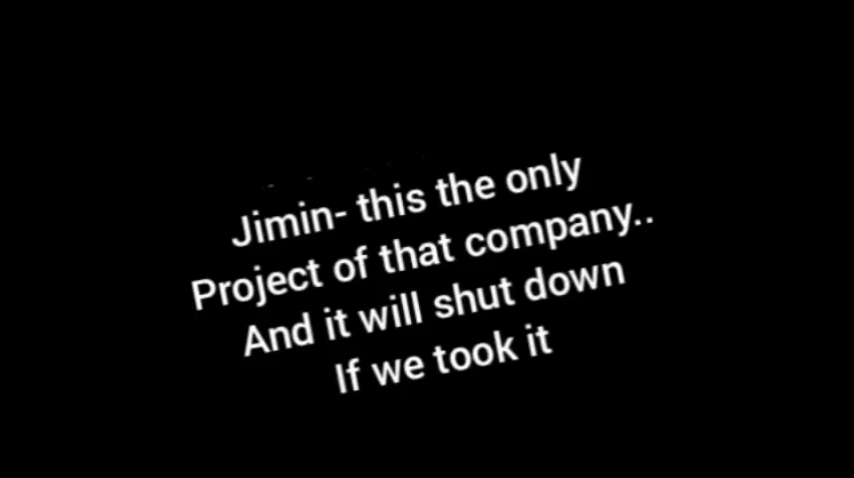 Jimin- this the only
Project of that company..
And it will shut down
If we took it